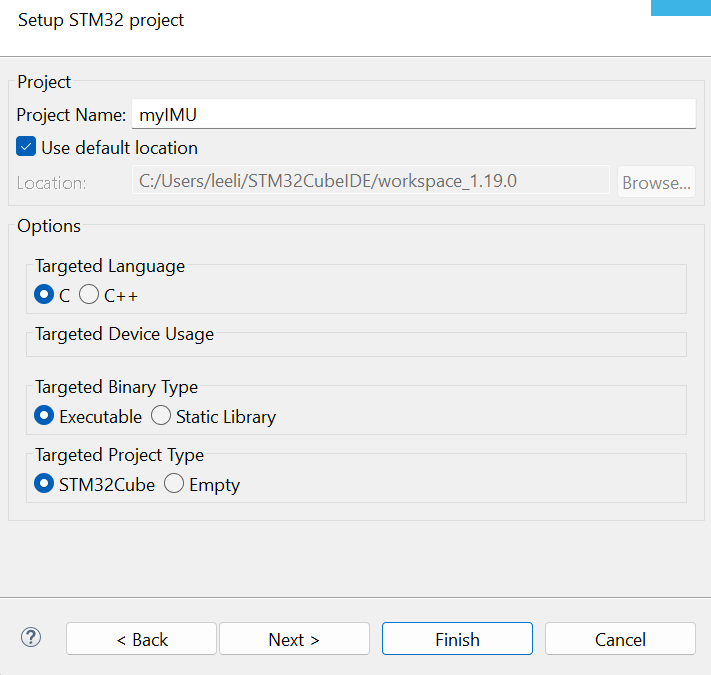 Setup STM32 project
Project
Project Name: myIMU
Use default location
Location: C:/Users/leeli/STM32CubeIDE/workspace_1.19.0 Browse...
Options
Targeted Language
C C++
Targeted Device Usage
Targeted Binary Type
Executable Static Library
Targeted Project Type
STM32Cube Empty
? < Back Next > Finish Cancel